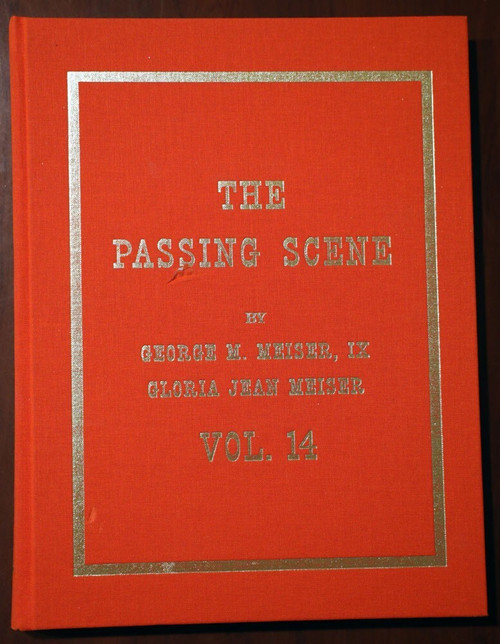 THE
PASSING SCENE
BY
GEORGE M. MEISER, IX
GLORIA JEAN MEISER
VOL. 14